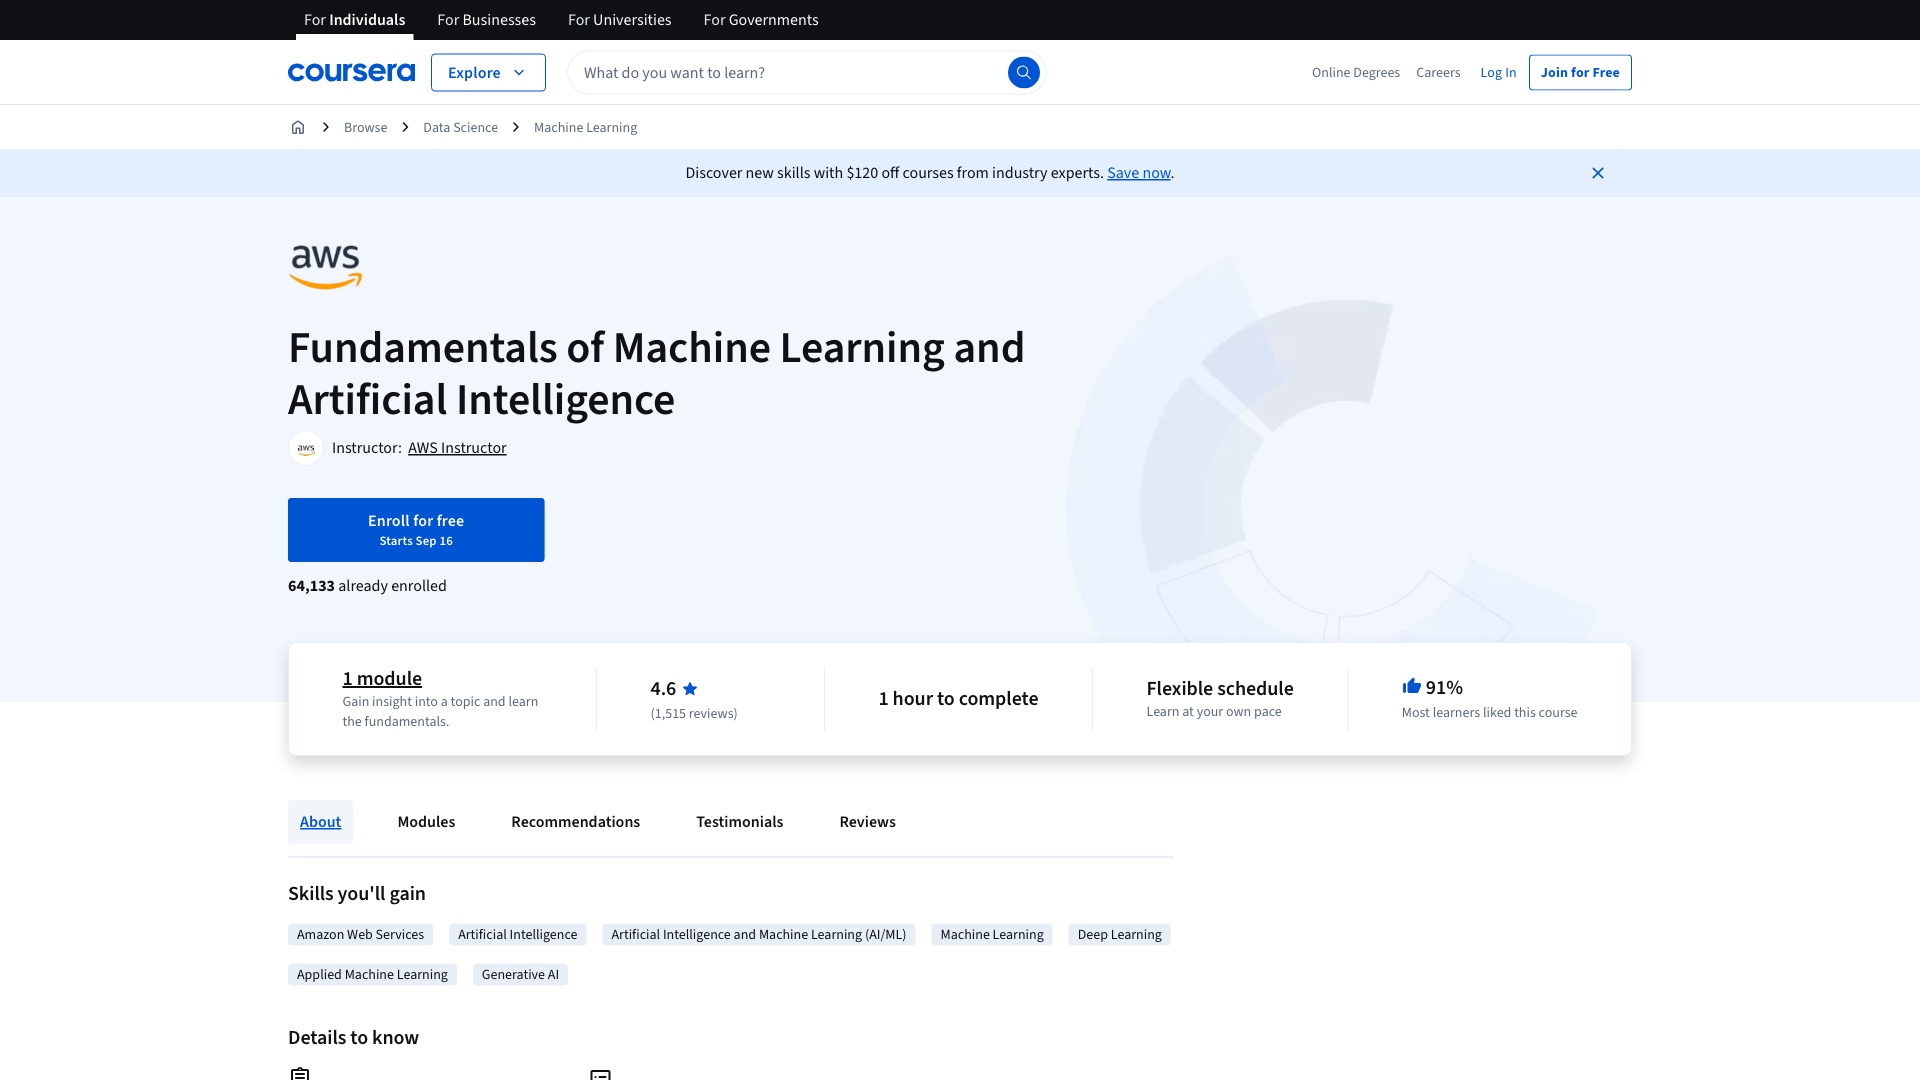 For Individuals
For Businesses
For Universities
For Governments
coursera
Explore
What do you want to learn?
Online Degrees
Careers
Log In
Join for Free
Browse
Data Science
Machine Learning
Discover new skills with $120 off courses from industry experts. Save now.
aws
Fundamentals of Machine Learning and
Artificial Intelligence
aws
Instructor: AWS Instructor
Enroll for free
Starts Sep 16
64,133 already enrolled
1 module
Gain insight into a topic and learn
the fundamentals.
4.6
(1,515 reviews)
1 hour to complete
Flexible schedule
Learn at your own pace
91%
Most learners liked this course
About
Modules
Recommendations
Testimonials
Reviews
Skills you'll gain
Amazon Web Services
Artificial Intelligence
Artificial Intelligence and Machine Learning (AI/ML)
Machine Learning
Deep Learning
Applied Machine Learning
Generative AI
Details to know